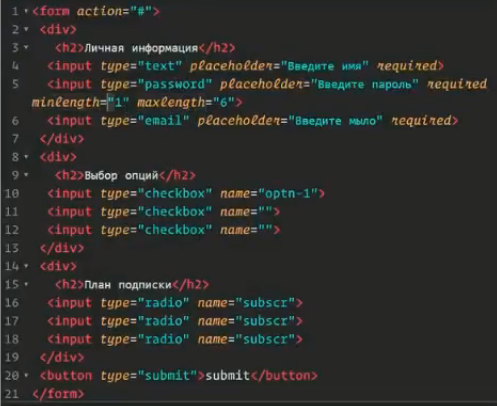 1 <form action="#">
2 <div>
3 <h2>Личная информация</h2>
4 <input type="text" placeholder="Введите имя" required>
5 <input type="password" placeholder="Введите пароль" required
minlength="1" maxlength="6">
6 <input type="email" placeholder="Введите мыло" required>
7 </div>
8 <div>
9 <h2>Выбор опций</h2>
10 <input type="checkbox" name="optn-1">
11 <input type="checkbox" name="">
12 <input type="checkbox" name="">
13 </div>
14 <div>
15 <h2>План подписки</h2>
16 <input type="radio" name="subscr">
17 <input type="radio" name="subscr">
18 <input type="radio" name="subscr">
19 </div>
20 <button type="submit">submit</button>
21 </form>